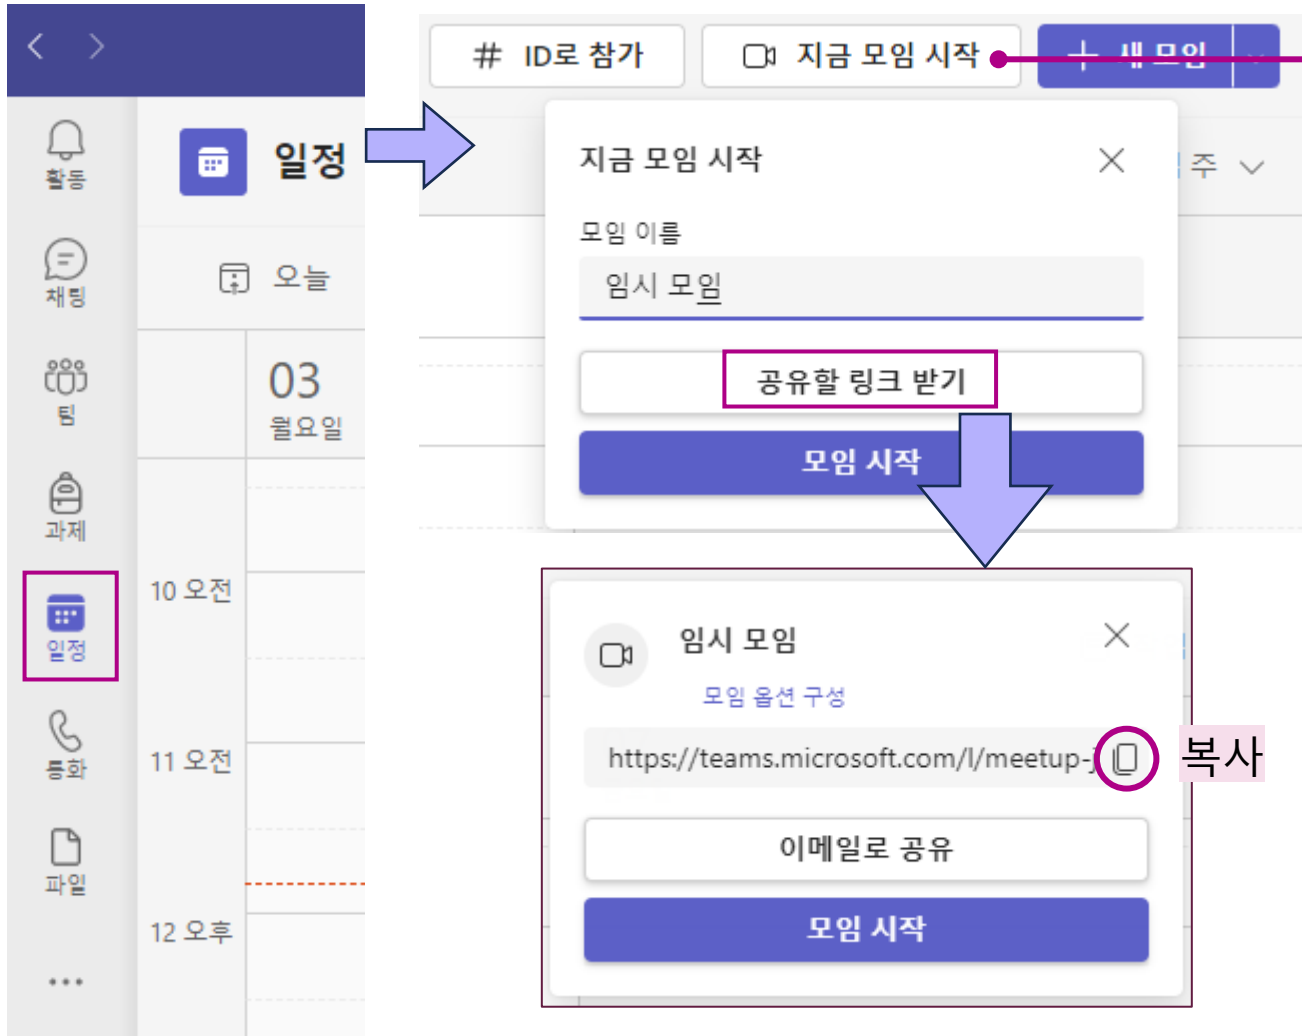 활동
채팅
팀
과제
일정
통화
파일
일정
오늘
03
월요일
10 오전
11 오전
12 오후
# ID로 참가
지금 모임 시작
+ 새 모임
주
지금 모임 시작
모임 이름
임시 모임
공유할 링크 받기
모임 시작
임시 모임
모임 옵션 구성
https://teams.microsoft.com/l/meetup-j
복사
이메일로 공유
모임 시작